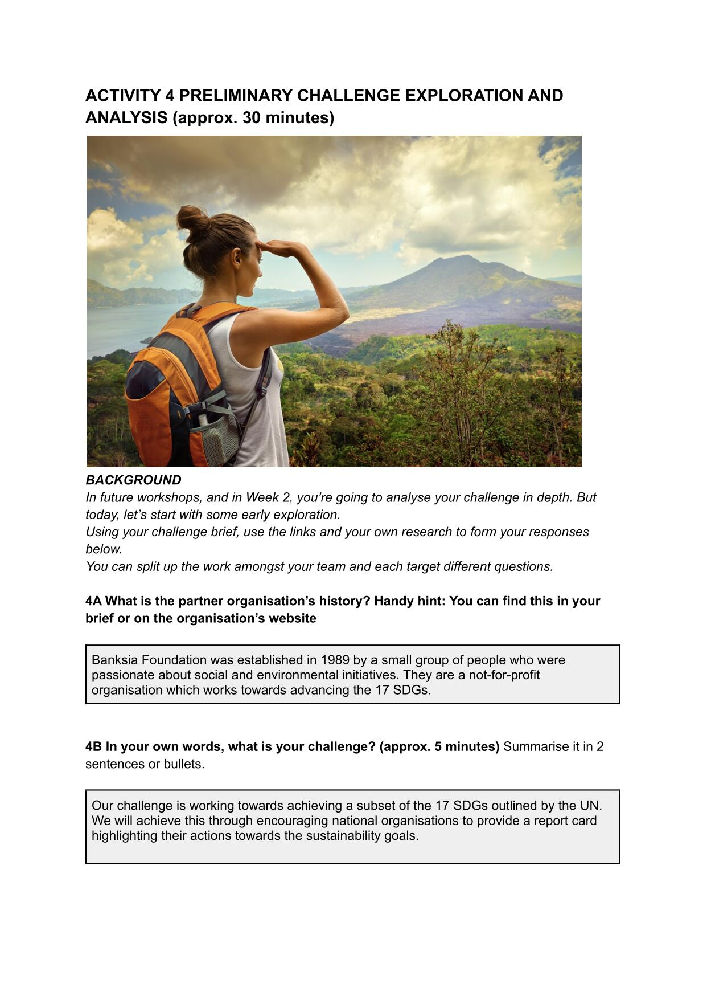 ACTIVITY 4 PRELIMINARY CHALLENGE EXPLORATION AND
ANALYSIS (approx. 30 minutes)
BACKGROUND
In future workshops, and in Week 2, you’re going to analyse your challenge in depth. But
today, let’s start with some early exploration.
Using your challenge brief, use the links and your own research to form your responses
below.
You can split up the work amongst your team and each target different questions.
4A What is the partner organisation’s history? Handy hint: You can find this in your
brief or on the organisation’s website
Banksia Foundation was established in 1989 by a small group of people who were
passionate about social and environmental initiatives. They are a not-for-profit
organisation which works towards advancing the 17 SDGs.
4B In your own words, what is your challenge? (approx. 5 minutes) Summarise it in 2
sentences or bullets.
Our challenge is working towards achieving a subset of the 17 SDGs outlined by the UN.
We will achieve this through encouraging national organisations to provide a report card
highlighting their actions towards the sustainability goals.